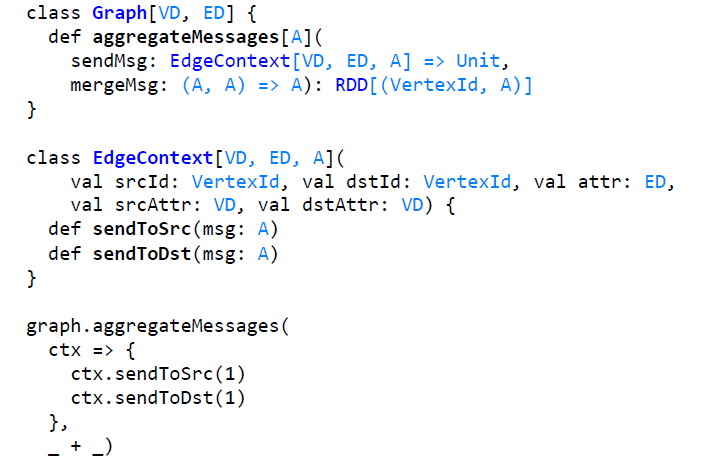 class Graph[VD, ED] {
  def aggregateMessages[A](
    sendMsg: EdgeContext[VD, ED, A] => Unit,
    mergeMsg: (A, A) => A): RDD[(VertexId, A)]
}
class EdgeContext[VD, ED, A](
    val srcId: VertexId, val dstId: VertexId, val attr: ED,
    val srcAttr: VD, val dstAttr: VD) {
  def sendToSrc(msg: A)
  def sendToDst(msg: A)
}
graph.aggregateMessages(
  ctx => {
    ctx.sendToSrc(1)
    ctx.sendToDst(1)
  },
  _ + _)